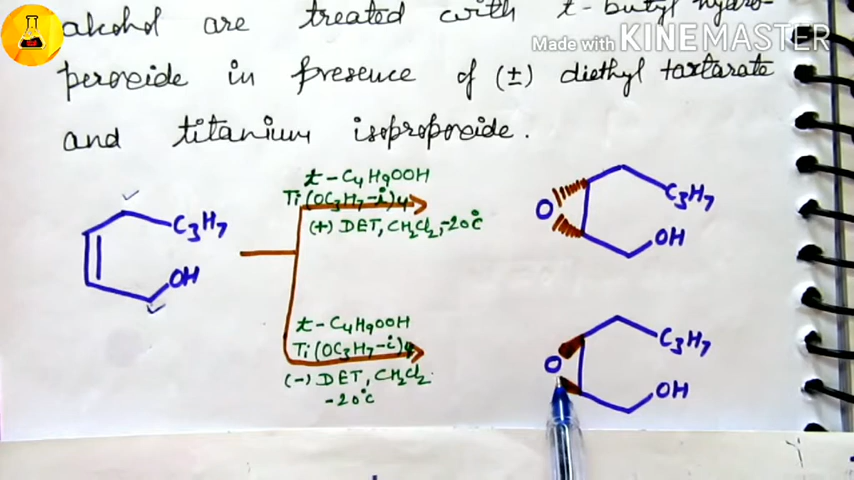 alcohol are treated with t-butyl hydro-
Made with KINEMASTER
peroxide in presence of (±) diethyl tartarate
and titanium isopropoxide.
t-C4H9OOH
Ti(OC3H7-i)4
(+) DET, CH2Cl2, -20°c
C3H7
OH
C3H7
O
OH
t-C4H9OOH
Ti(OC3H7-i)4
(-) DET, CH2Cl2
-20°c
C3H7
O
OH